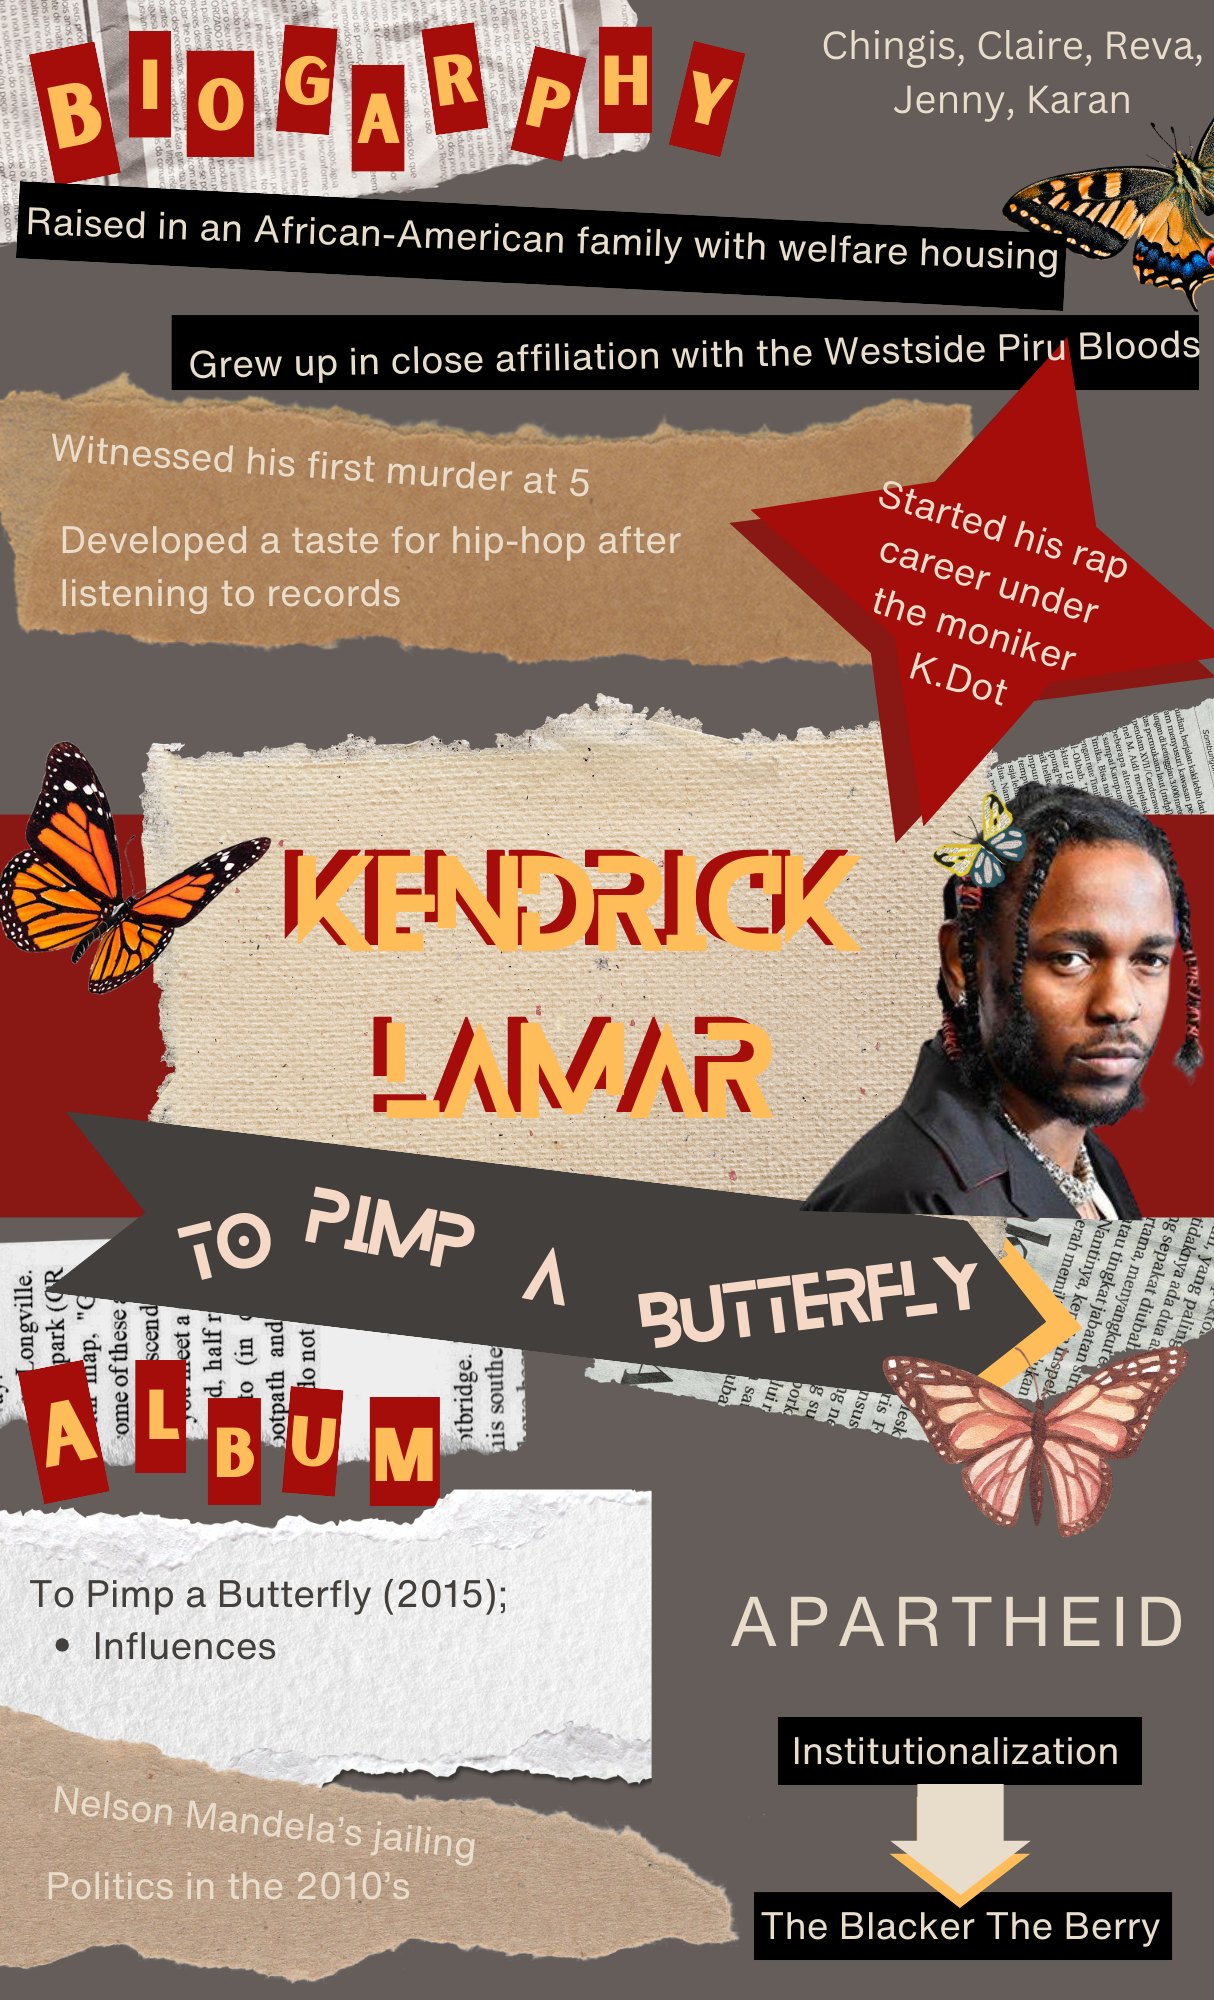 BIOGARPHY
Chingis, Claire, Reva,
Jenny, Karan
Raised in an African-American family with welfare housing
Grew up in close affiliation with the Westside Piru Bloods
Witnessed his first murder at 5
Developed a taste for hip-hop after
listening to records
Started his rap
career under
the moniker
K.Dot
KENDRICK
LAMAR
TO PIMP A BUTTERFLY
ALBUM
To Pimp a Butterfly (2015);
• Influences
Nelson Mandela's jailing
Politics in the 2010's
APARTHEID
Institutionalization
The Blacker The Berry